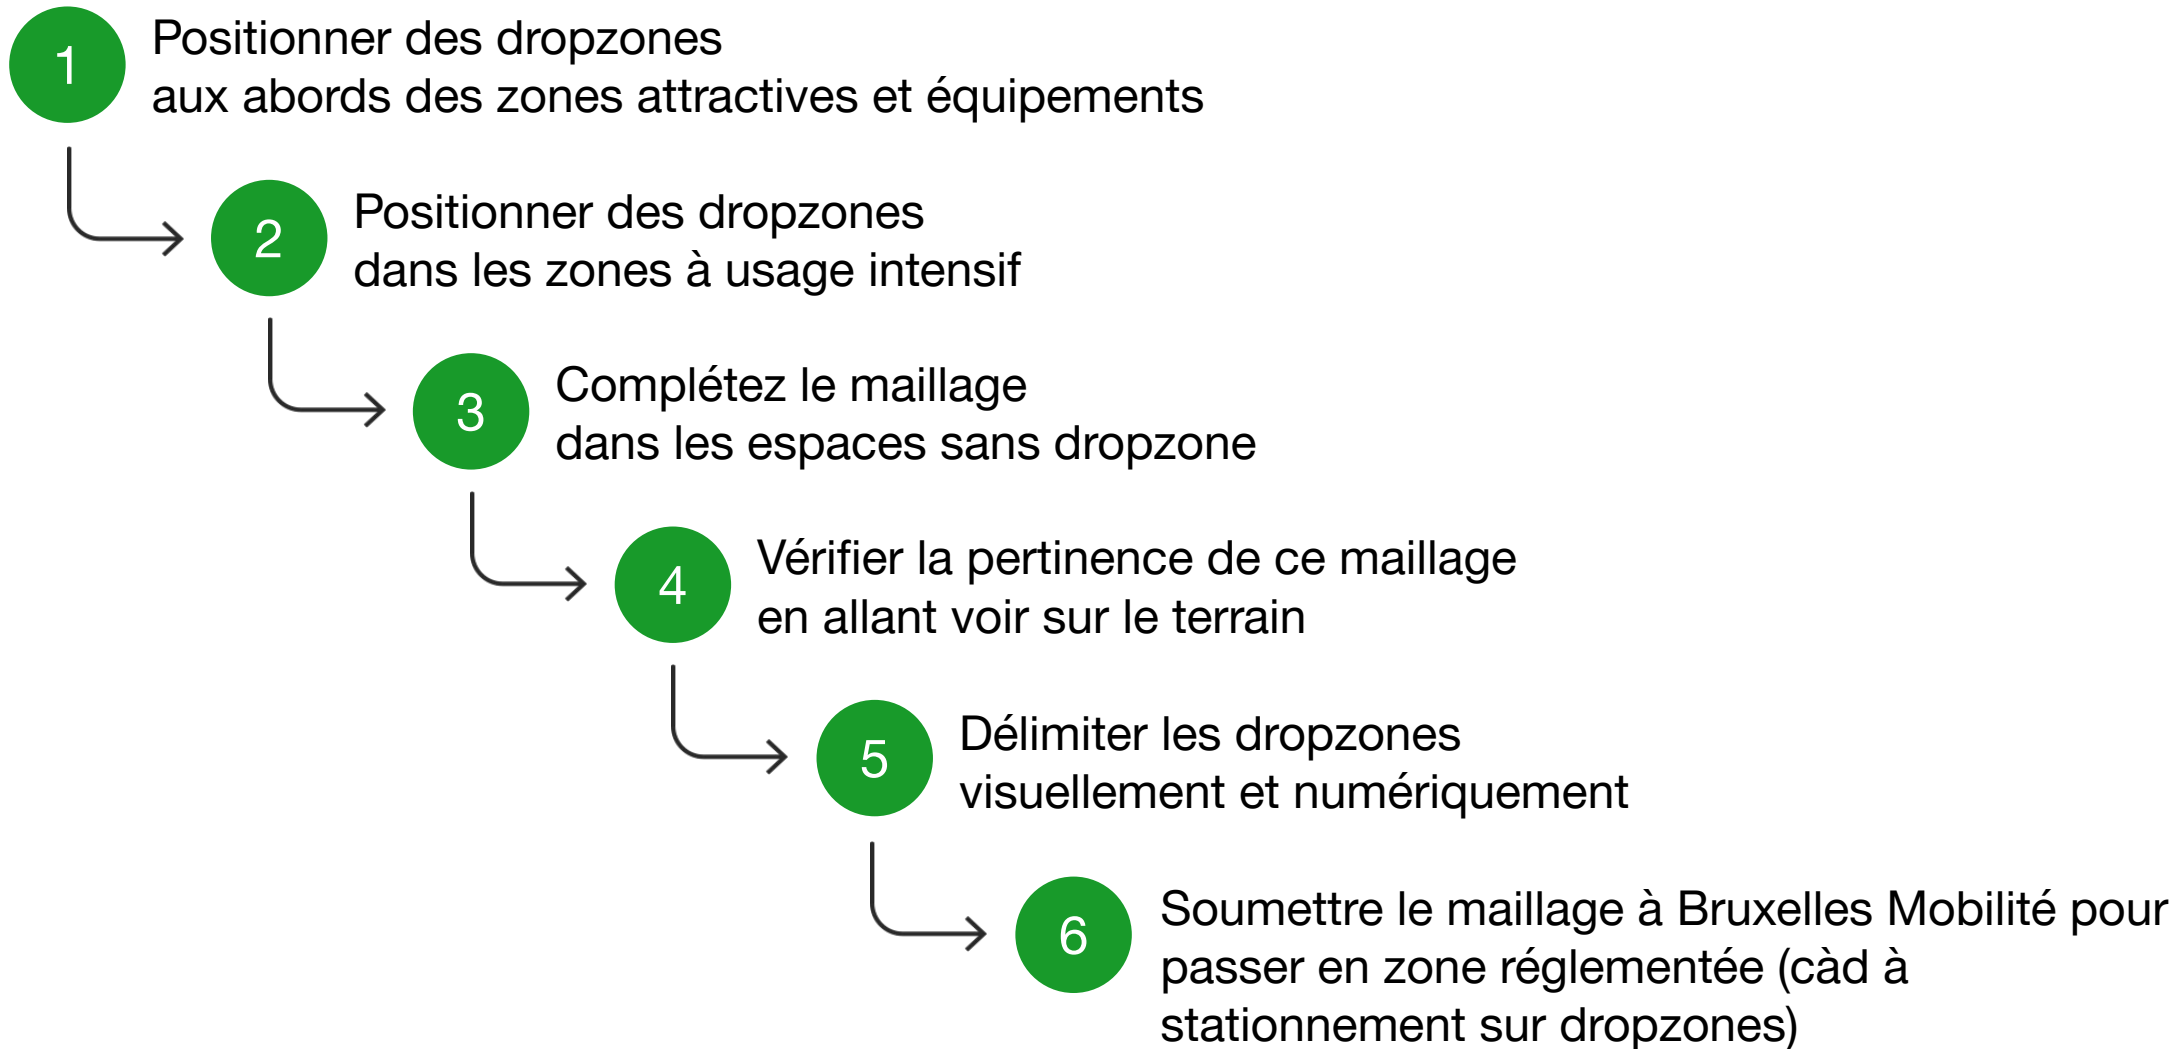 1
Positionner des dropzones
aux abords des zones attractives et équipements
2
Positionner des dropzones
dans les zones à usage intensif
3
Complétez le maillage
dans les espaces sans dropzone
4
Vérifier la pertinence de ce maillage
en allant voir sur le terrain
5
Délimiter les dropzones
visuellement et numériquement
6
Soumettre le maillage à Bruxelles Mobilité pour
passer en zone réglementée (càd à
stationnement sur dropzones)